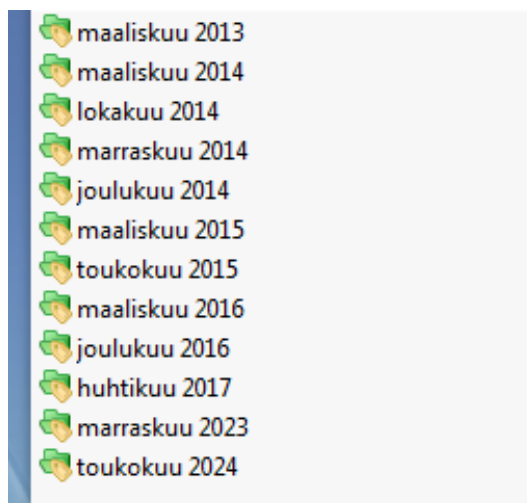 maaliskuu 2013
maaliskuu 2014
lokakuu 2014
marraskuu 2014
joulukuu 2014
maaliskuu 2015
toukokuu 2015
maaliskuu 2016
joulukuu 2016
huhtikuu 2017
marraskuu 2023
toukokuu 2024